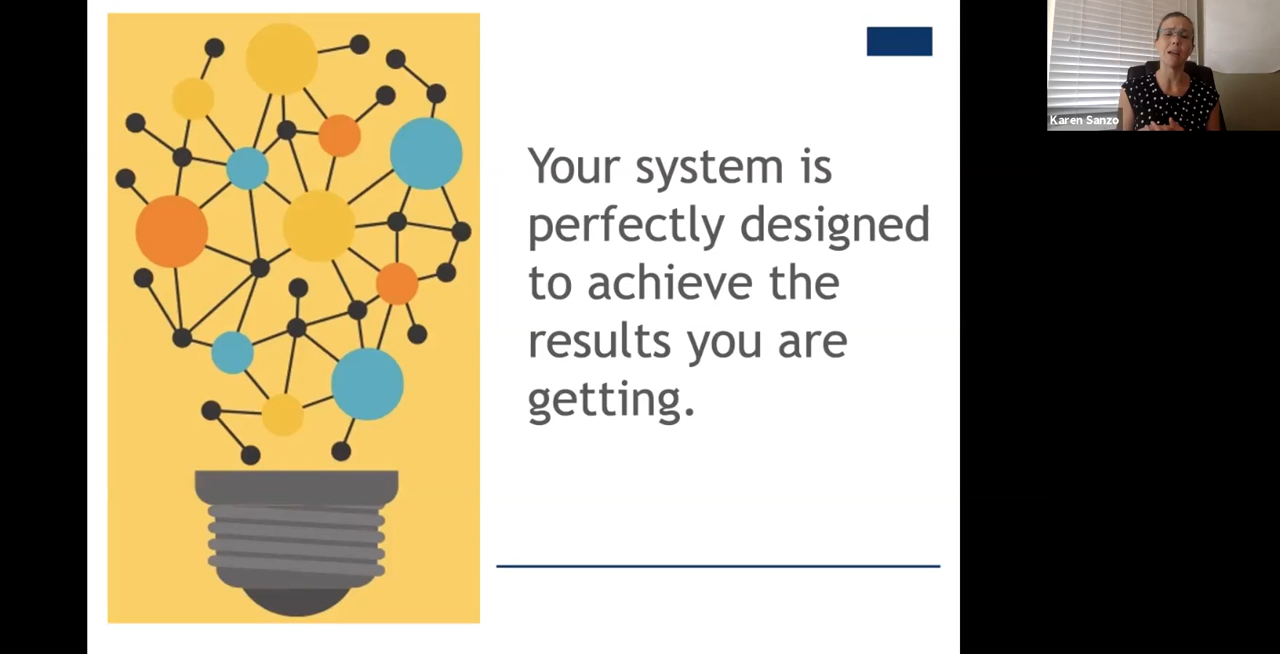 Your system is
perfectly designed
to achieve the
results you are
getting.
Karen Sanzo